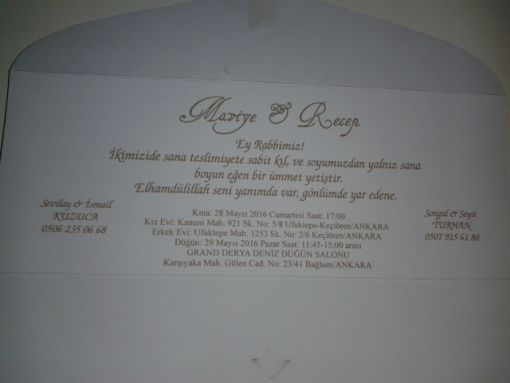 Mariye & Recep
Ey Rabbimiz!
İkimizide sana teslimiyete sabit kıl, ve soyumuzdan yalnız sana
boyun eğen bir ümmet yetiştir.
Elhamdülillah seni yanımda var, gönlümde yar edene.
Sevilay & İsmail
KUZUCA
0506 235 06 68
Kına: 28 Mayıs 2016 Cumartesi Saat: 17:00
Kız Evi: Kanuni Mah. 921 Sk. No: 5/8 Ufuktepe-Keçiören/ANKARA
Erkek Evi: Ufuktepe Mah. 1253 Sk. No: 2/6 Keçiören/ANKARA
Düğün: 29 Mayıs 2016 Pazar Saat: 11:45-15:00 arası
GRAND DERYA DENİZ DÜĞÜN SALONU
Karşıyaka Mah. Gülen Cad. No: 23/41 Bağlum/ANKARA
Songül & Seyit
TURHAN
0507 915 61 80